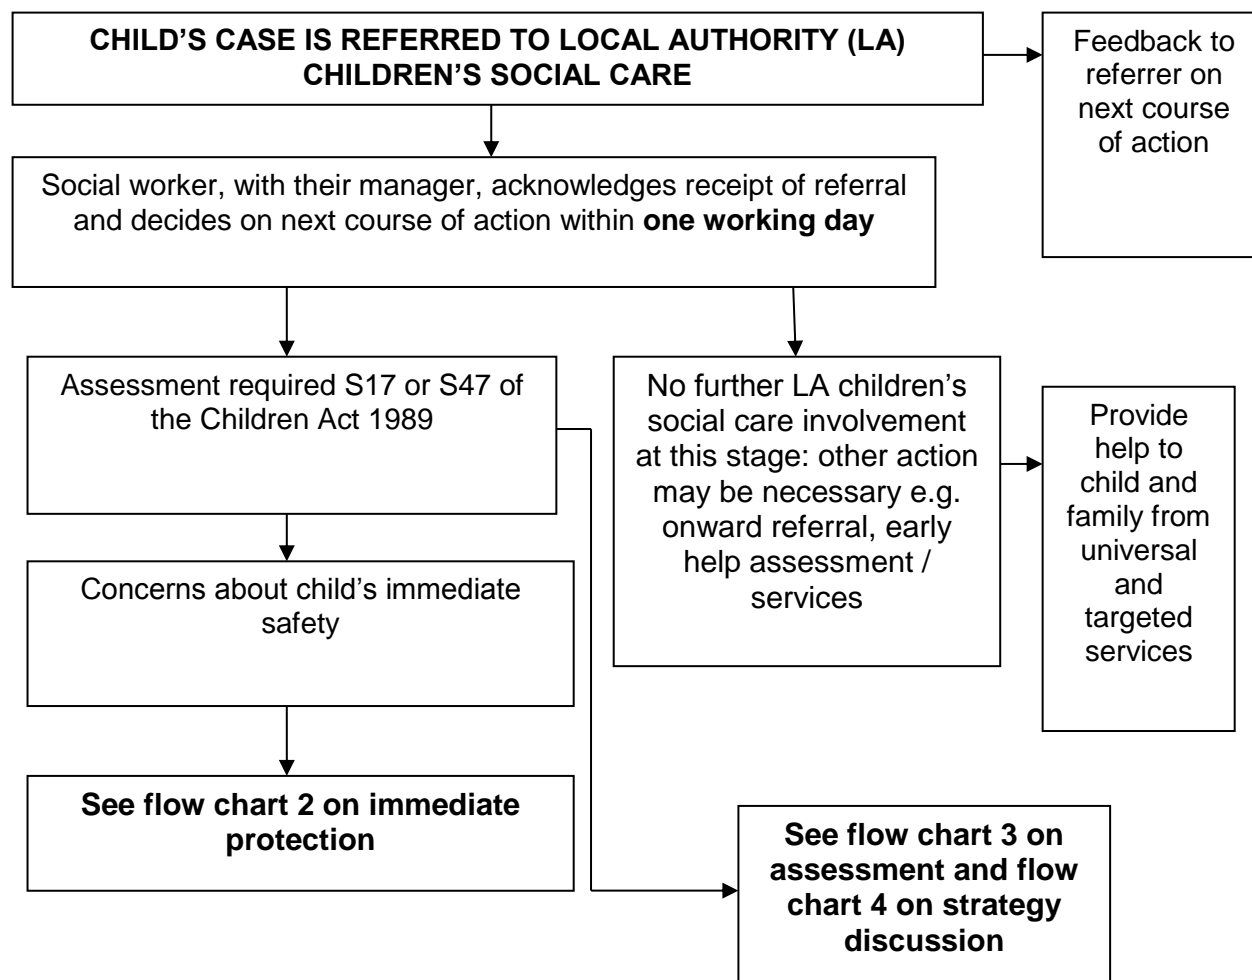 CHILD’S CASE IS REFERRED TO LOCAL AUTHORITY (LA)
CHILDREN’S SOCIAL CARE
Feedback to
referrer on
next course
of action
Social worker, with their manager, acknowledges receipt of referral
and decides on next course of action within one working day
Assessment required S17 or S47 of
the Children Act 1989
No further LA children’s
social care involvement
at this stage: other action
may be necessary e.g.
onward referral, early
help assessment /
services
Provide
help to
child and
family from
universal
and
targeted
services
Concerns about child’s immediate
safety
See flow chart 2 on immediate
protection
See flow chart 3 on
assessment and flow
chart 4 on strategy
discussion